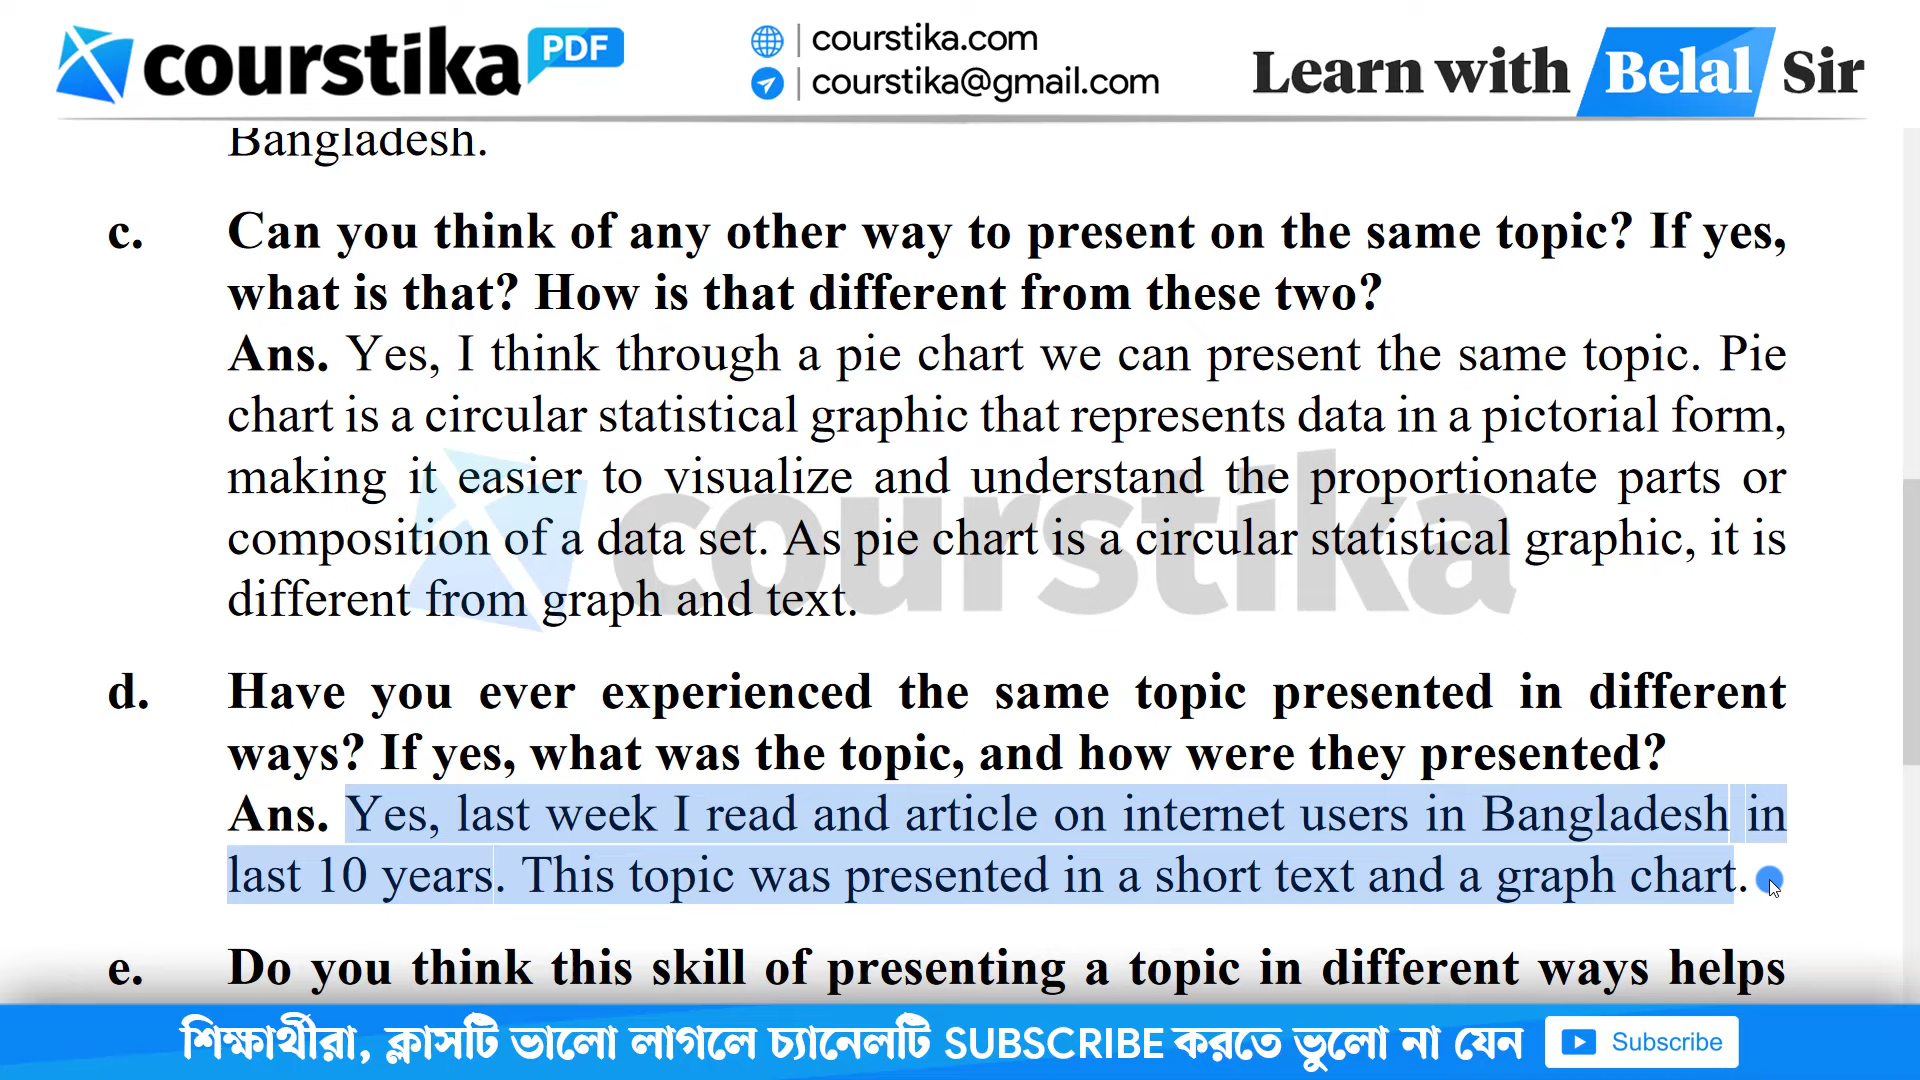 courstika PDF
courstika.com
courstika@gmail.com
Learn with Belal Sir
Bangladesh.
c. Can you think of any other way to present on the same topic? If yes,
what is that? How is that different from these two?
Ans. Yes, I think through a pie chart we can present the same topic. Pie
chart is a circular statistical graphic that represents data in a pictorial form,
making it easier to visualize and understand the proportionate parts or
composition of a data set. As pie chart is a circular statistical graphic, it is
different from graph and text.
courstika
d. Have you ever experienced the same topic presented in different
ways? If yes, what was the topic, and how were they presented?
Ans. Yes, last week I read and article on internet users in Bangladesh in
last 10 years. This topic was presented in a short text and a graph chart.
e. Do you think this skill of presenting a topic in different ways helps
শিক্ষার্থীরা, ক্লাসটি ভালো লাগলে চ্যানেলটি SUBSCRIBE করতে ভুলো না যেন
Subscribe